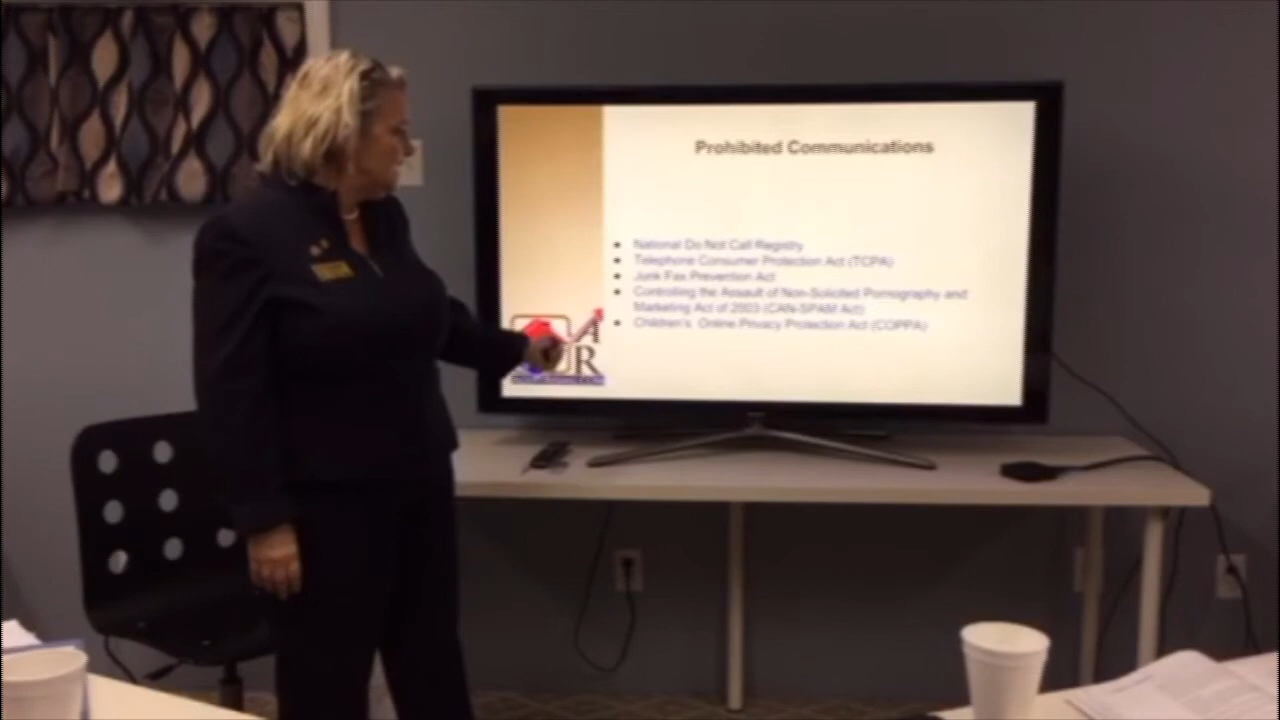 Prohibited Communications
● National Do Not Call Registry
● Telephone Consumer Protection Act (TCPA)
● Junk Fax Prevention Act
● Controlling the Assault of Non-Solicited Pornography and
Marketing Act of 2003 (CAN-SPAM Act)
● Children's Online Privacy Protection Act (COPPA)
A
R